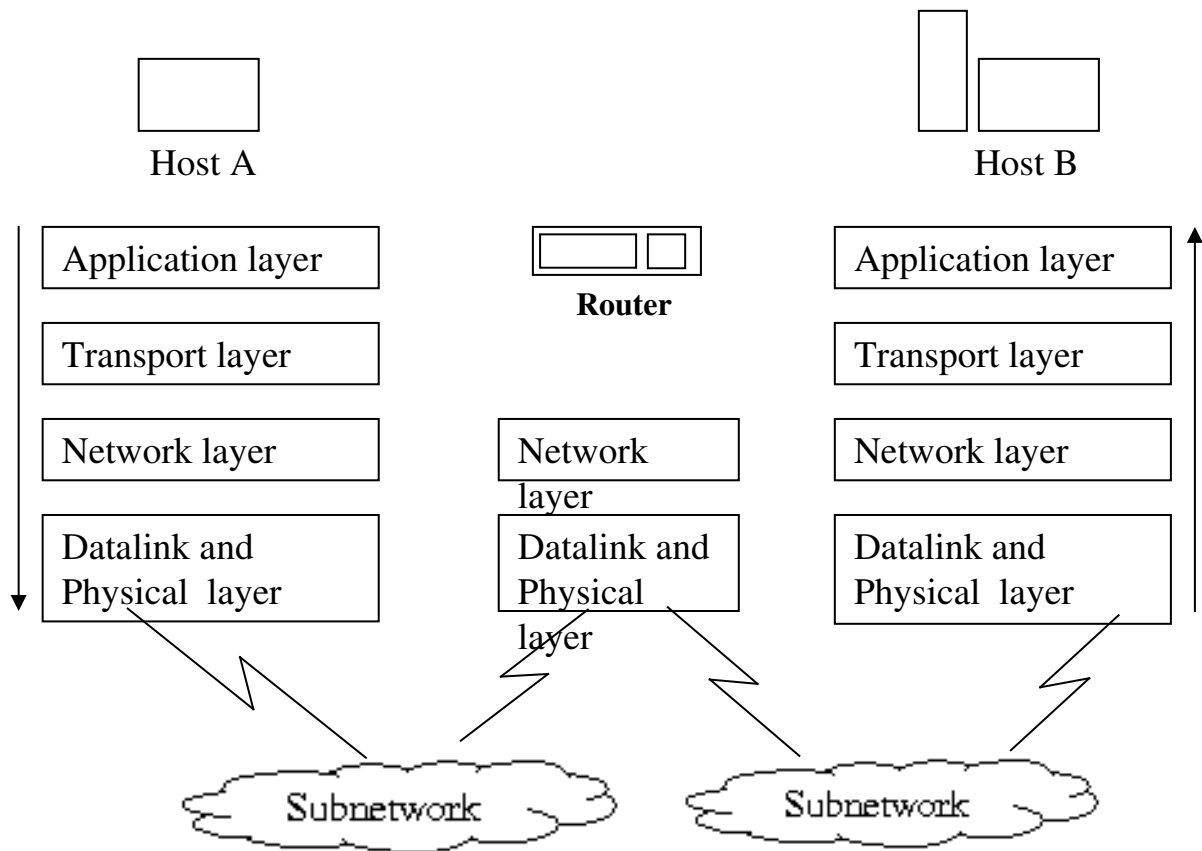 Host A
Host B
Application layer
Router
Application layer
Transport layer
Transport layer
Network layer
Network
layer
Network layer
Datalink and
Physical layer
Datalink and
Physical
layer
Datalink and
Physical layer
Subnetwork
Subnetwork